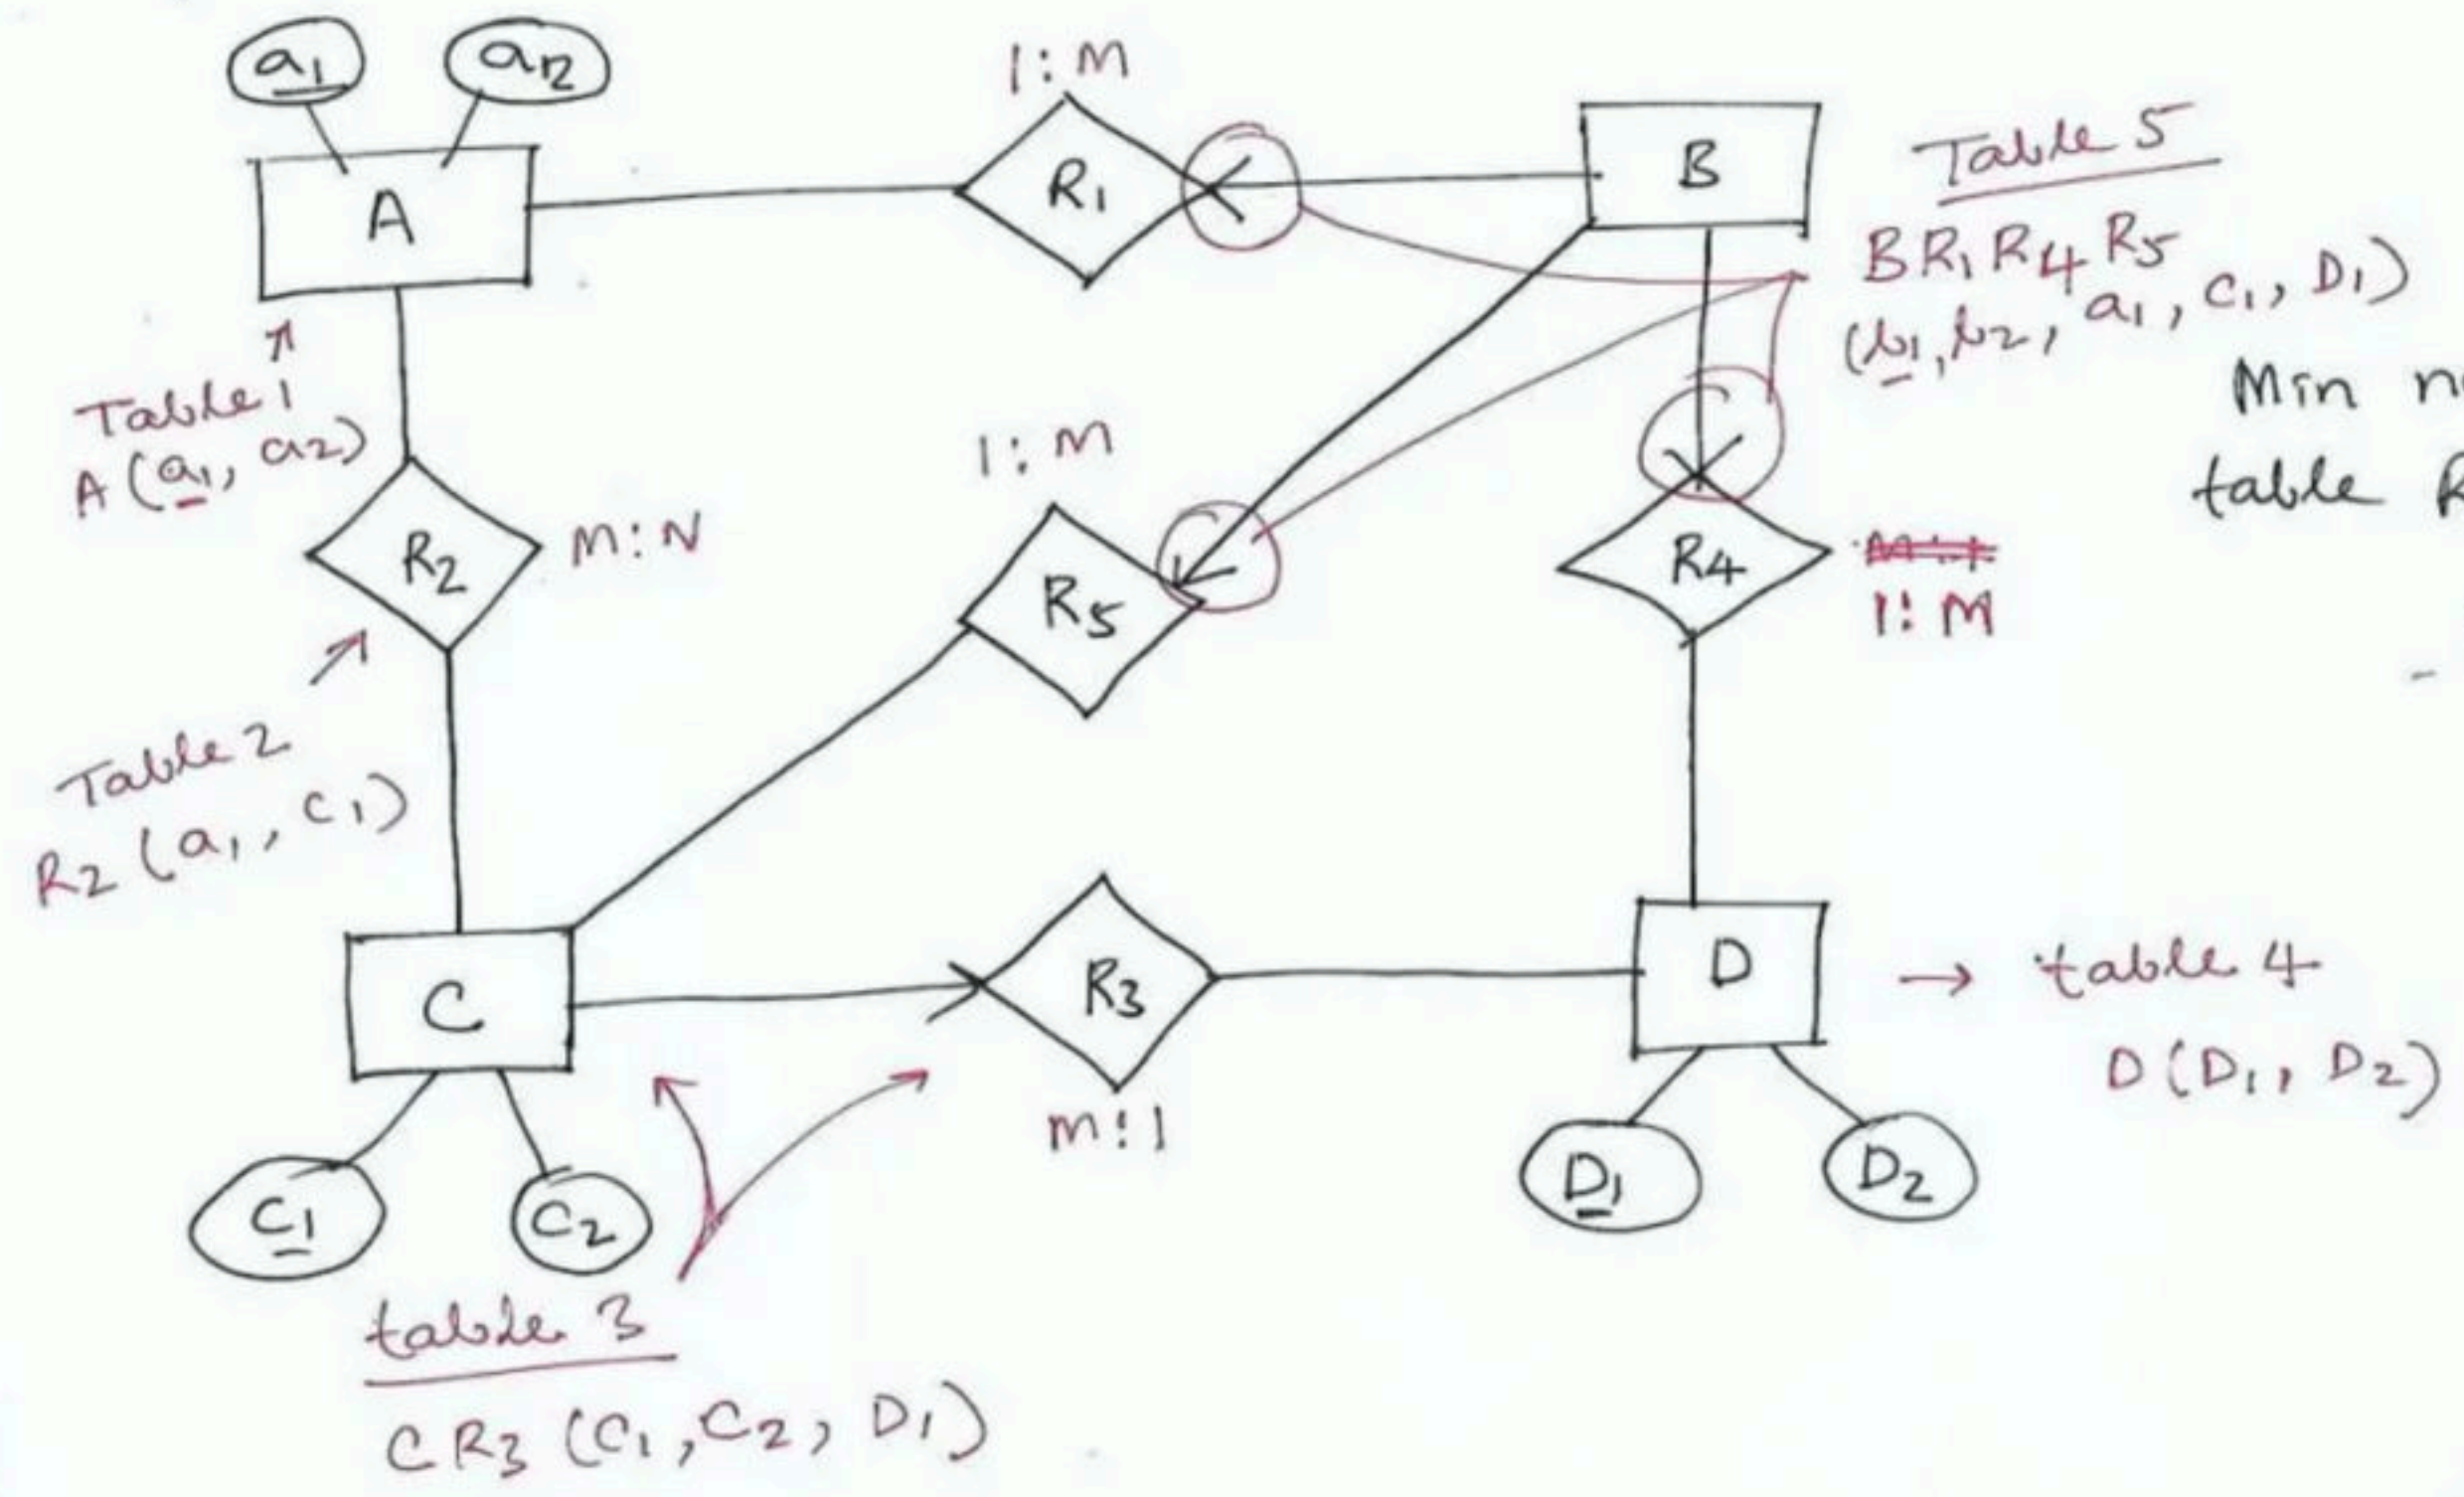 a1 a2
1:M
A
R1
B
Table 5
BR1R4R5
(b1,b2, a1, C1, D1)
Table 1
A (a1, a2)
Min
table
1:M
R2
M:N
R5
R4
1:M
Table 2
R2 (a1, C1)
C
R3
D
→ table 4
D (D1, D2)
m:1
C1 C2
D1 D2
table 3
CR3 (C1,C2, D1)